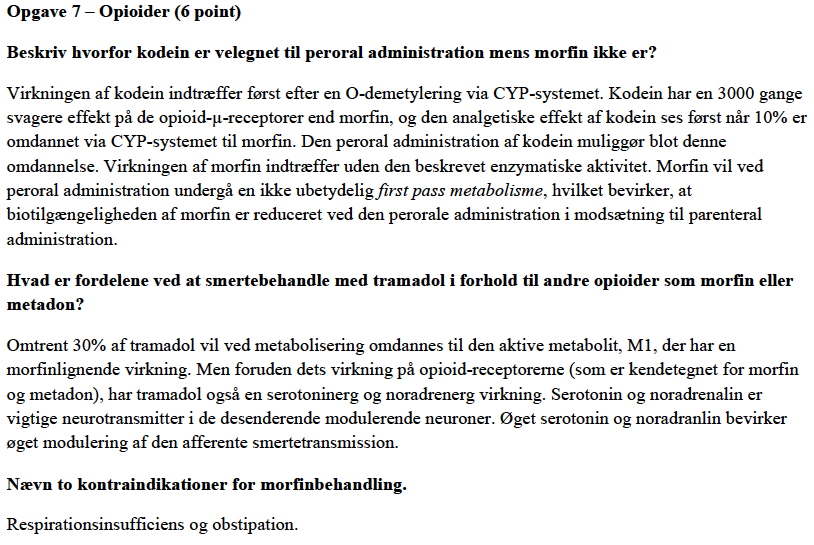 Opgave 7 – Opioider (6 point)
Beskriv hvorfor kodein er velegnet til peroral administration mens morfin ikke er?
Virkningen af kodein indtræffer først efter en O-demetylering via CYP-systemet. Kodein har en 3000 gange
svagere effekt på de opioid-µ-receptorer end morfin, og den analgetiske effekt af kodein ses først når 10% er
omdannet via CYP-systemet til morfin. Den peroral administration af kodein muliggør blot denne
omdannelse. Virkningen af morfin indtræffer uden den beskrevet enzymatiske aktivitet. Morfin vil ved
peroral administration undergå en ikke ubetydelig first pass metabolisme, hvilket bevirker, at
biotilgængeligheden af morfin er reduceret ved den perorale administration i modsætning til parenteral
administration.
Hvad er fordelene ved at smertebehandle med tramadol i forhold til andre opioider som morfin eller
metadon?
Omtrent 30% af tramadol vil ved metabolisering omdannes til den aktive metabolit, M1, der har en
morfinlignende virkning. Men foruden dets virkning på opioid-receptorerne (som er kendetegnet for morfin
og metadon), har tramadol også en serotoninerg og noradrenerg virkning. Serotonin og noradrenalin er
vigtige neurotransmitter i de desenderende modulerende neuroner. Øget serotonin og noradranlin bevirker
øget modulering af den afferente smertetransmission.
Nævn to kontraindikationer for morfinbehandling.
Respirationsinsufficiens og obstipation.